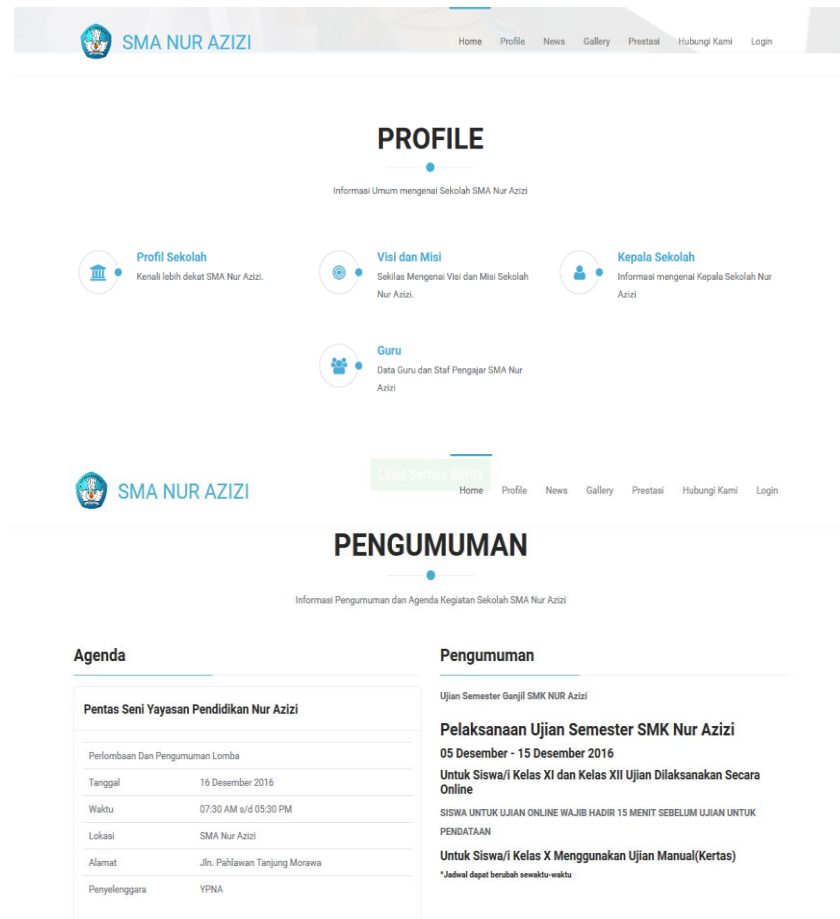 SMA NUR AZIZI
Home Profile News Gallery Prestasi Hubungi Kami Login
PROFILE
Informasi Umum mengenai Sekolah SMA Nur Azizi
Profil Sekolah
Kenali lebih dekat SMA Nur Azizi.
Visi dan Misi
Sekilas Mengenai Visi dan Misi Sekolah
Nur Azizi.
Kepala Sekolah
Informasi mengenai Kepala Sekolah Nur
Azizi
Guru
Data Guru dan Staf Pengajar SMA Nur
Azizi
Lihat Semua Berita
SMA NUR AZIZI
Home Profile News Gallery Prestasi Hubungi Kami Login
PENGUMUMAN
Informasi Pengumuman dan Agenda Kegiatan Sekolah SMA Nur Azizi
Agenda
Pentas Seni Yayasan Pendidikan Nur Azizi
Perlombaan Dan Pengumuman Lomba
Tanggal 16 Desember 2016
Waktu 07:30 AM s/d 05:30 PM
Lokasi SMA Nur Azizi
Alamat Jln. Pahlawan Tanjung Morawa
Penyelenggara YPNA
Pengumuman
Ujian Semester Ganjil SMK NUR Azizi
Pelaksanaan Ujian Semester SMK Nur Azizi
05 Desember - 15 Desember 2016
Untuk Siswa/i Kelas XI dan Kelas XII Ujian Dilaksanakan Secara
Online
SISWA UNTUK UJIAN ONLINE WAJIB HADIR 15 MENIT SEBELUM UJIAN UNTUK
PENDATAAN
Untuk Siswa/i Kelas X Menggunakan Ujian Manual(Kertas)
*Jadwal dapat berubah sewaktu-waktu